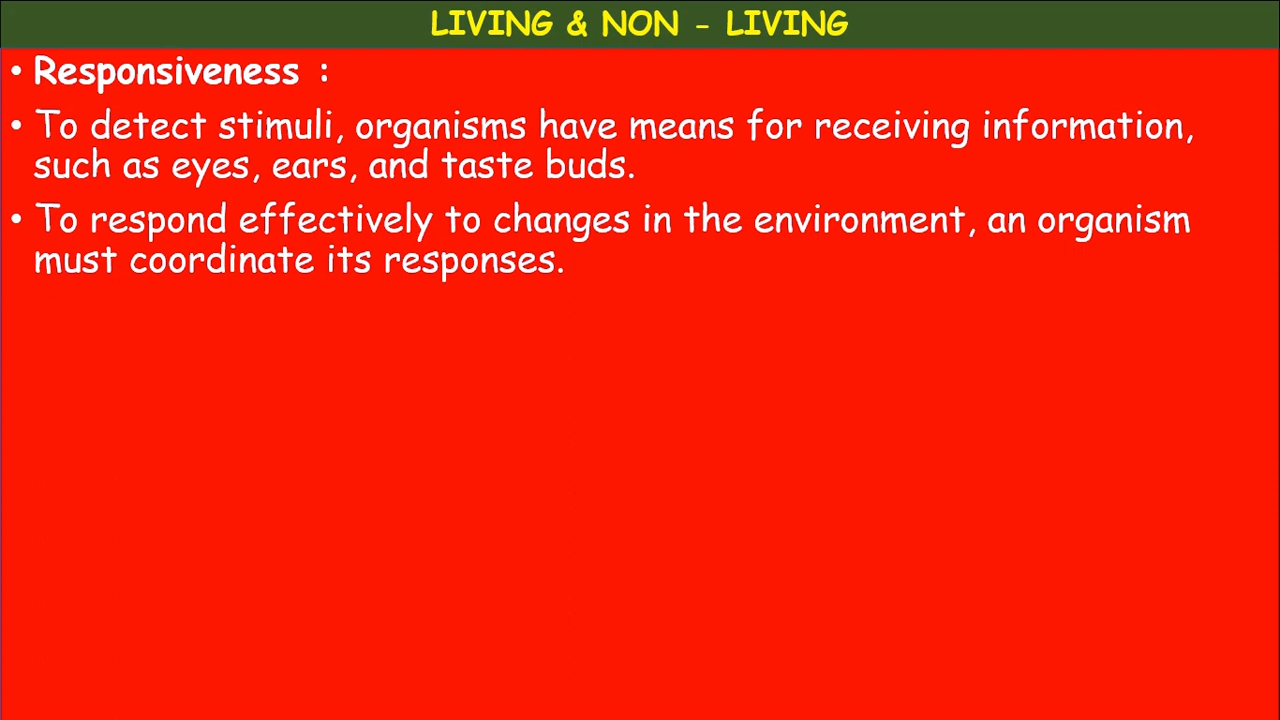 LIVING & NON - LIVING
• Responsiveness :
• To detect stimuli, organisms have means for receiving information,
such as eyes, ears, and taste buds.
• To respond effectively to changes in the environment, an organism
must coordinate its responses.